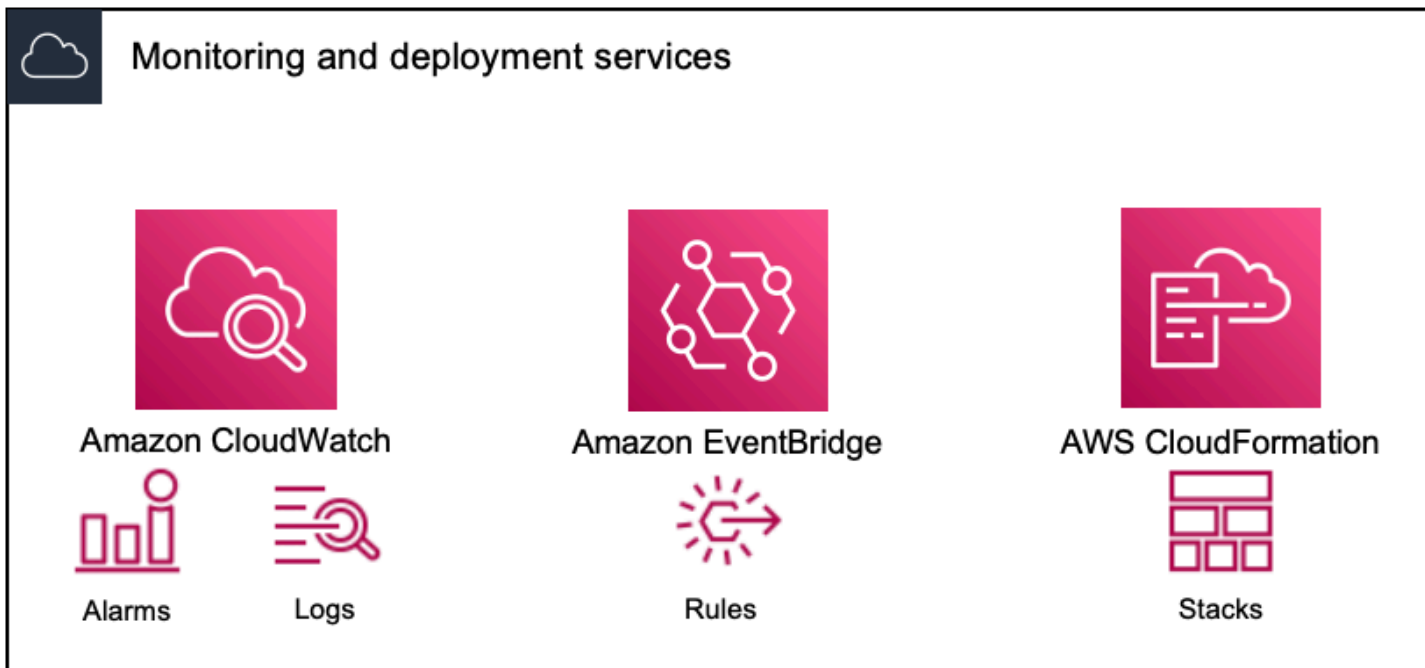 Monitoring and deployment services
Amazon CloudWatch
Amazon EventBridge
AWS CloudFormation
Alarms
Logs
Rules
Stacks